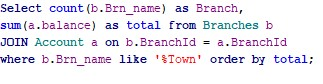 Select count(b.Brn_name) as Branch,
sum(a.balance) as total from Branches b
JOIN Account a on b.BranchId = a.BranchId
where b.Brn_name like '%Town' order by total;